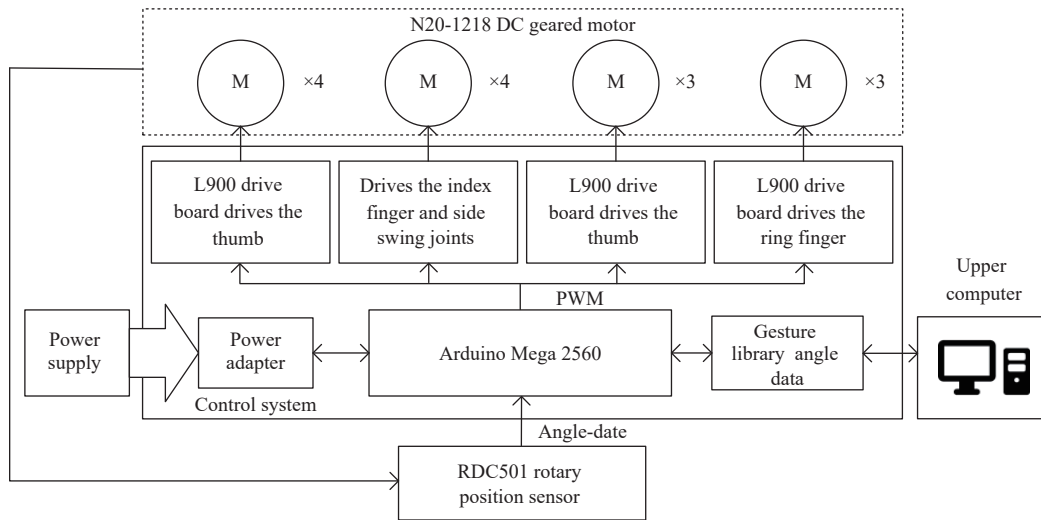 N20-1218 DC geared motor
M
×4
M
×4
M
×3
M
×3
L900 drive
board drives the
thumb
Drives the index
finger and side
swing joints
L900 drive
board drives the
thumb
L900 drive
board drives the
ring finger
PWM
Upper
computer
Power
supply
Power
adapter
Arduino Mega 2560
Gesture
library angle
data
Control system
Angle-date
RDC501 rotary
position sensor